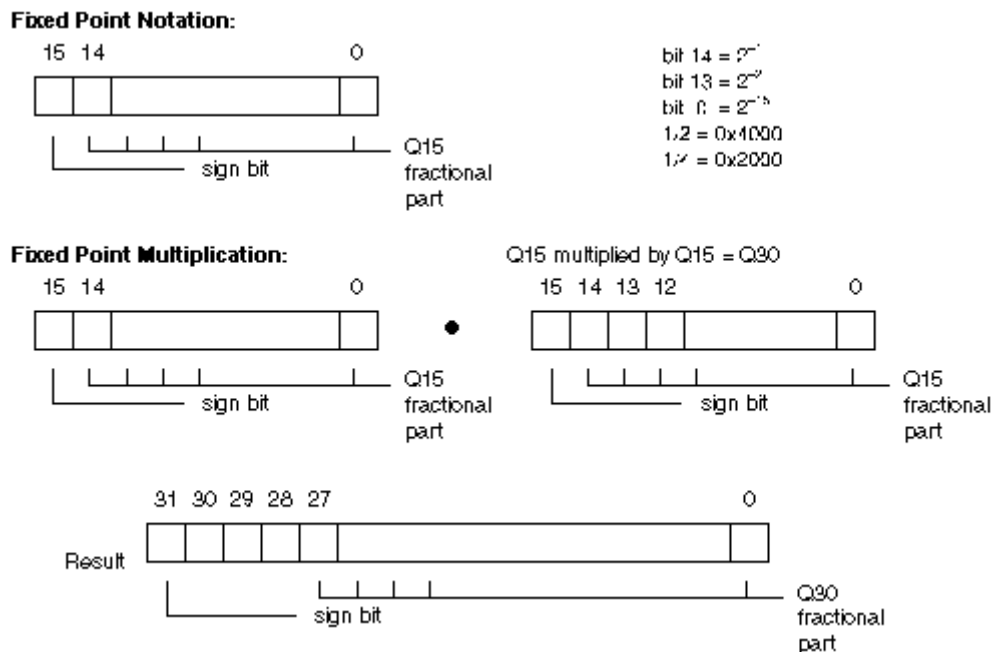 Fixed Point Notation:
15 14 0
bit 14 = 2
bit 13 = 2
bit = 2
1/2 = 0x4000
= 0x2000
Q15
fractional
part
sign bit
Fixed Point Multiplication:
Q15 multiplied by Q15 = Q30
15 14 0
15 14 13 12 0
Q15
fractional
part
sign bit
Q15
fractional
part
sign bit
31 30 29 28 27 0
Result
Q30
fractional
part
sign bit